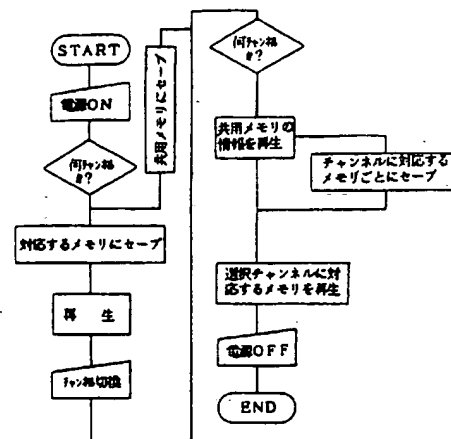 START
電源ON
何チャンネル
か?
共用メモリにセーブ
対応するメモリにセーブ
再 生
チャンネル切換
何チャンネル
か?
共用メモリの
情報を再生
チャンネルに対応する
メモリごとにセーブ
選択チャンネルに対
応するメモリを再生
電源OFF
END